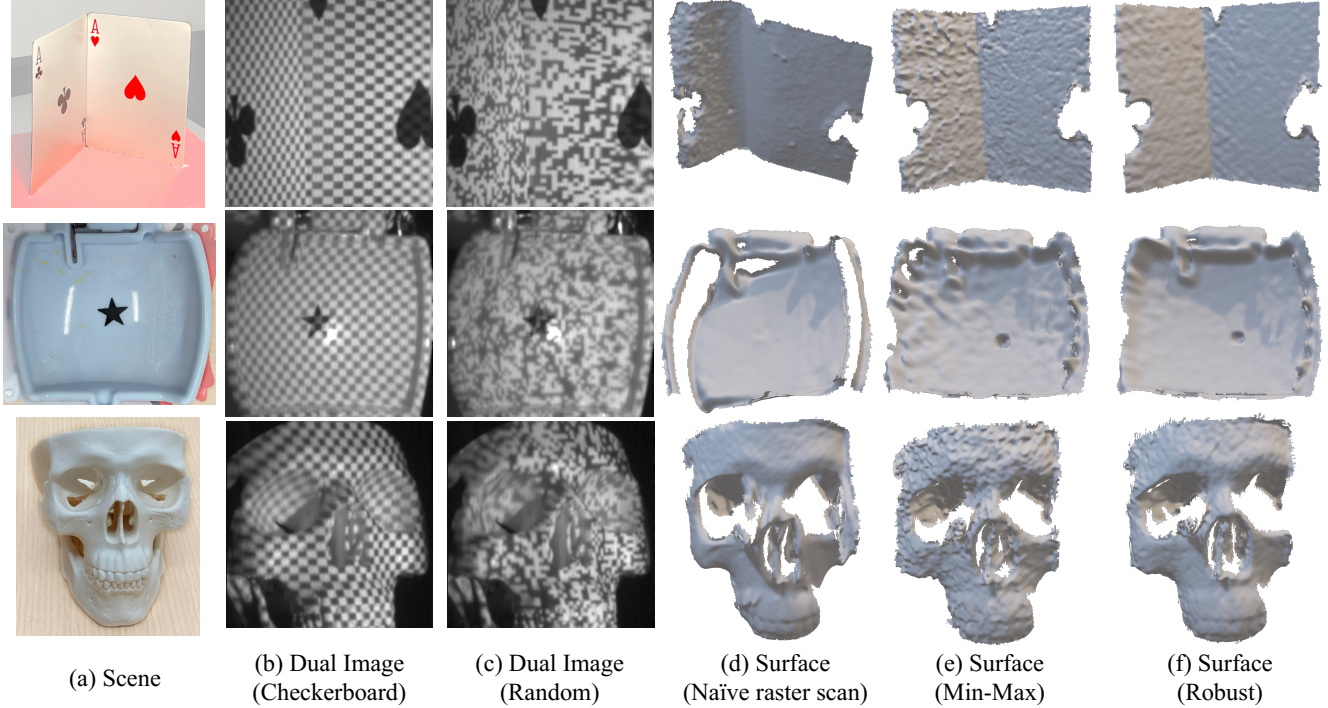 A
A
A
(a) Scene
(b) Dual Image
(Checkerboard)
(c) Dual Image
(Random)
(d) Surface
(Naïve raster scan)
(e) Surface
(Min-Max)
(f) Surface
(Robust)